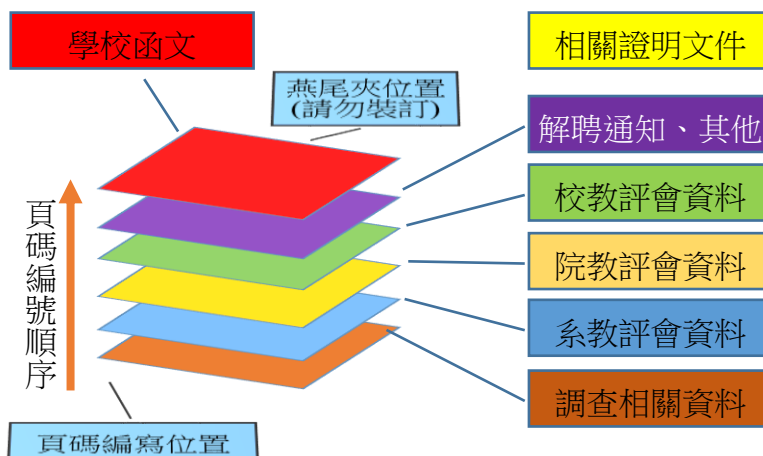 學校函文
相關證明文件
燕尾夾位置
(請勿裝訂)
解聘通知、其他
校教評會資料
頁碼編號順序
院教評會資料
系教評會資料
調查相關資料
頁碼編寫位置